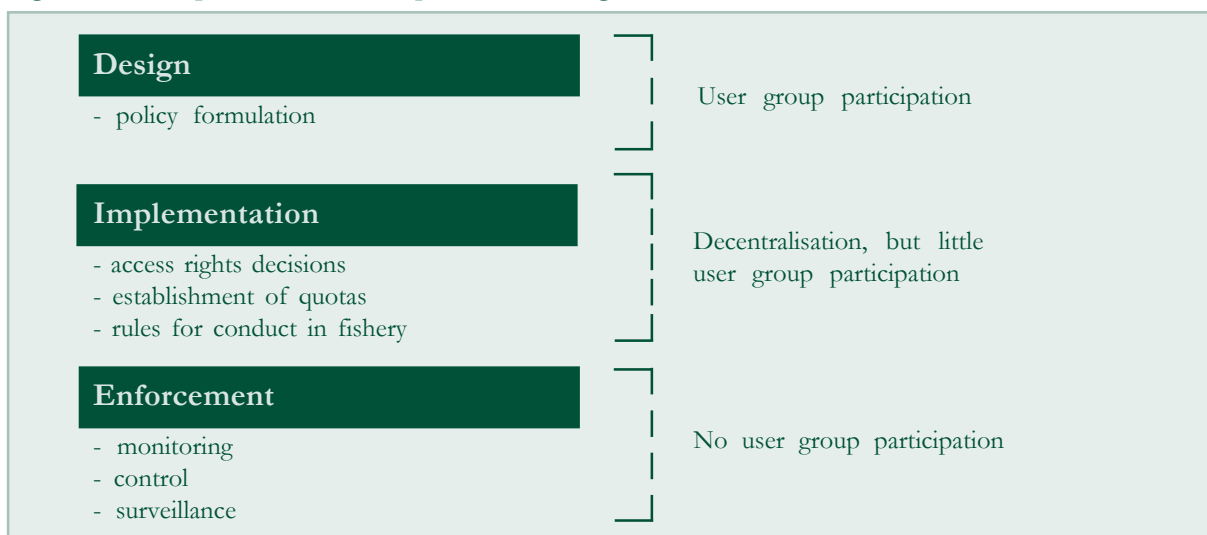 Design
- policy formulation
User group participation
Implementation
- access rights decisions
- establishment of quotas
- rules for conduct in fishery
Decentralisation, but little
user group participation
Enforcement
- monitoring
- control
- surveillance
No user group participation